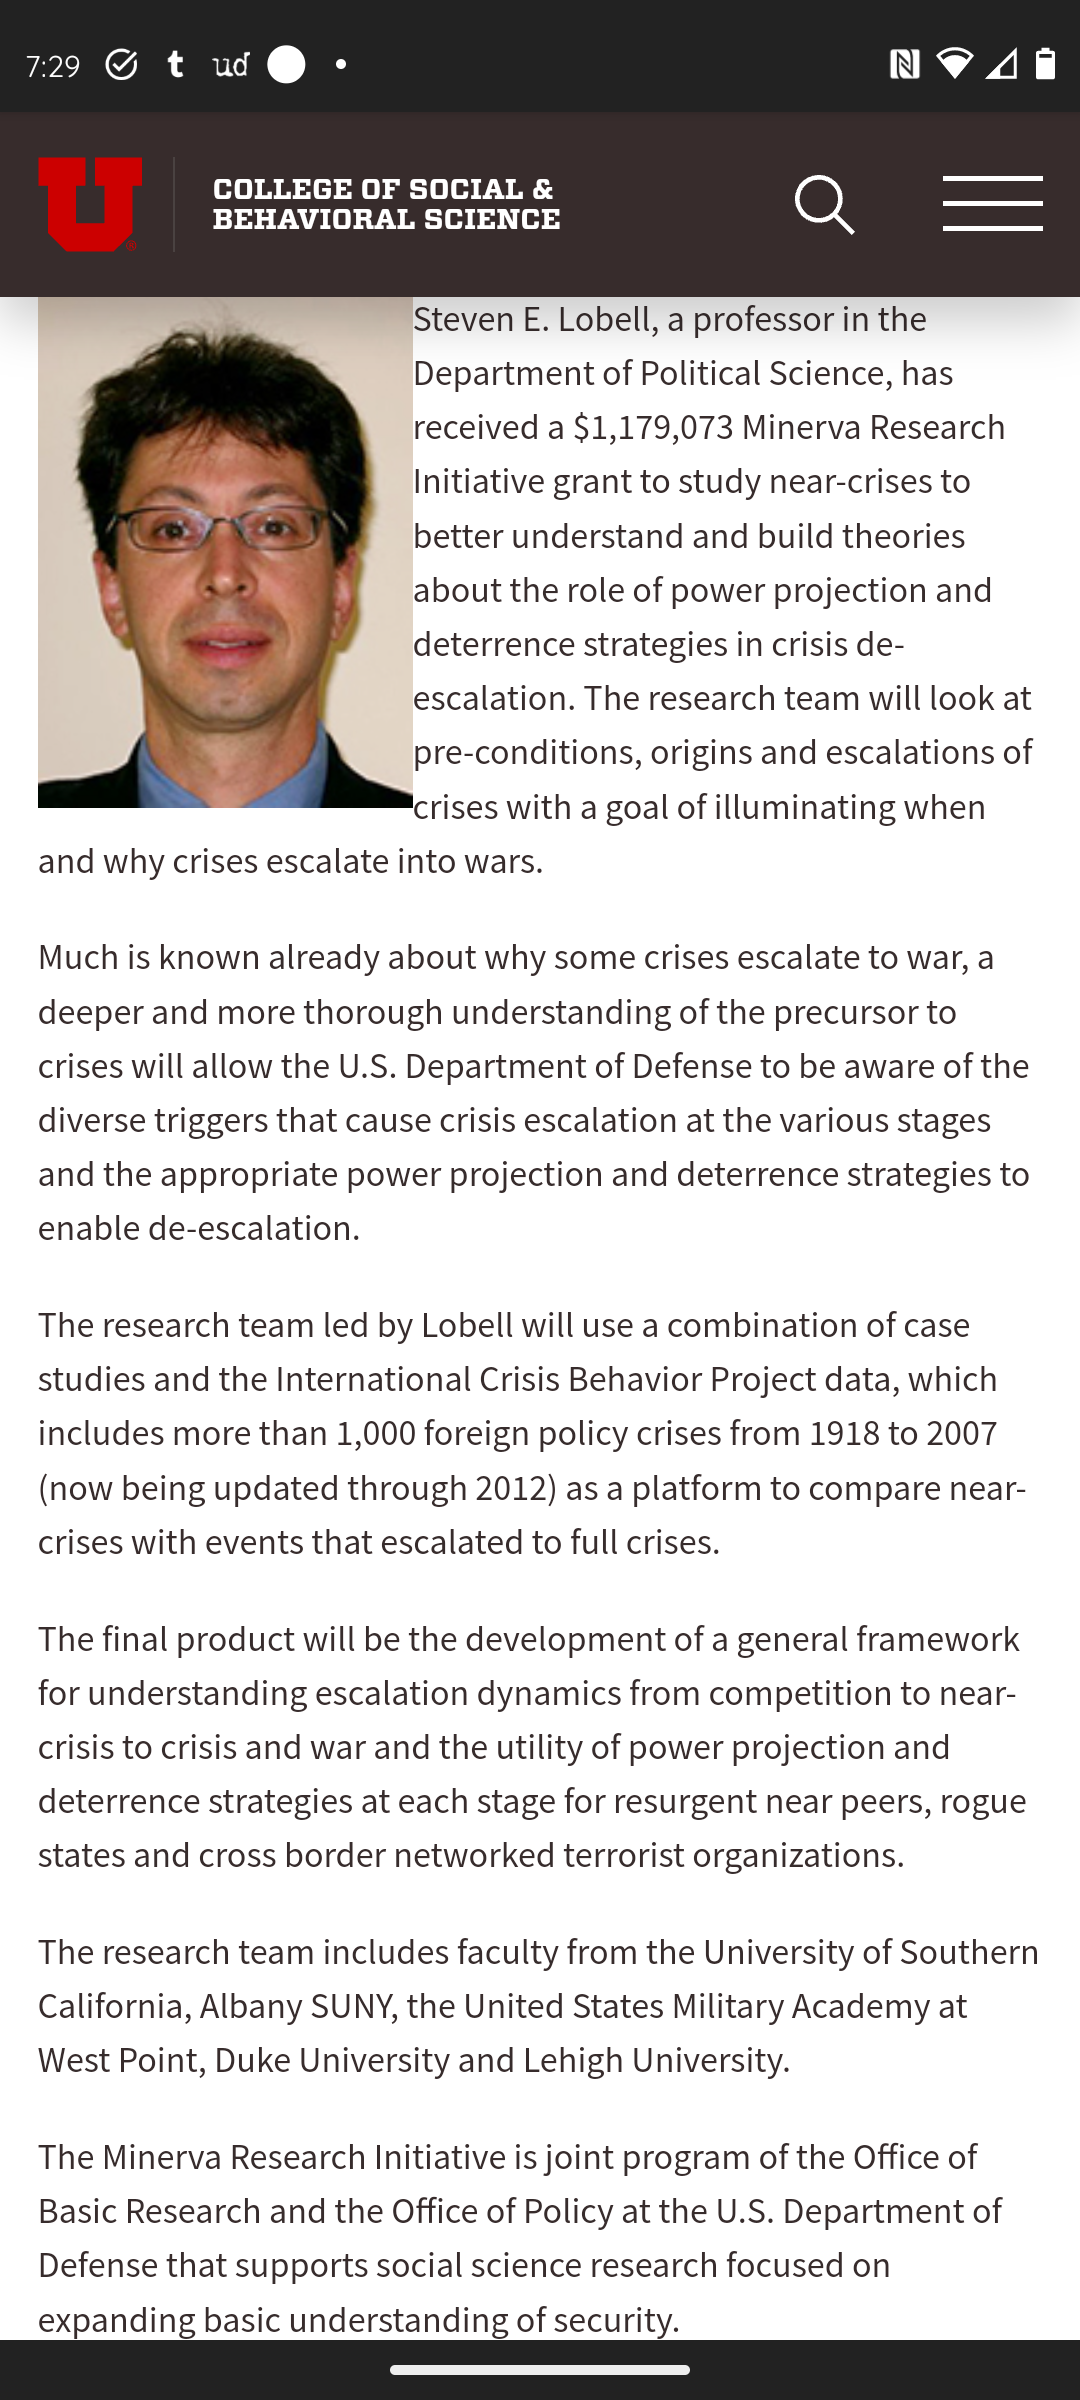 7:29
t
ud
N
U
®
COLLEGE OF SOCIAL &
BEHAVIORAL SCIENCE
Steven E. Lobell, a professor in the
Department of Political Science, has
received a $1,179,073 Minerva Research
Initiative grant to study near-crises to
better understand and build theories
about the role of power projection and
deterrence strategies in crisis de-
escalation. The research team will look at
pre-conditions, origins and escalations of
crises with a goal of illuminating when
and why crises escalate into wars.
Much is known already about why some crises escalate to war, a
deeper and more thorough understanding of the precursor to
crises will allow the U.S. Department of Defense to be aware of the
diverse triggers that cause crisis escalation at the various stages
and the appropriate power projection and deterrence strategies to
enable de-escalation.
The research team led by Lobell will use a combination of case
studies and the International Crisis Behavior Project data, which
includes more than 1,000 foreign policy crises from 1918 to 2007
(now being updated through 2012) as a platform to compare near-
crises with events that escalated to full crises.
The final product will be the development of a general framework
for understanding escalation dynamics from competition to near-
crisis to crisis and war and the utility of power projection and
deterrence strategies at each stage for resurgent near peers, rogue
states and cross border networked terrorist organizations.
The research team includes faculty from the University of Southern
California, Albany SUNY, the United States Military Academy at
West Point, Duke University and Lehigh University.
The Minerva Research Initiative is joint program of the Office of
Basic Research and the Office of Policy at the U.S. Department of
Defense that supports social science research focused on
expanding basic understanding of security.